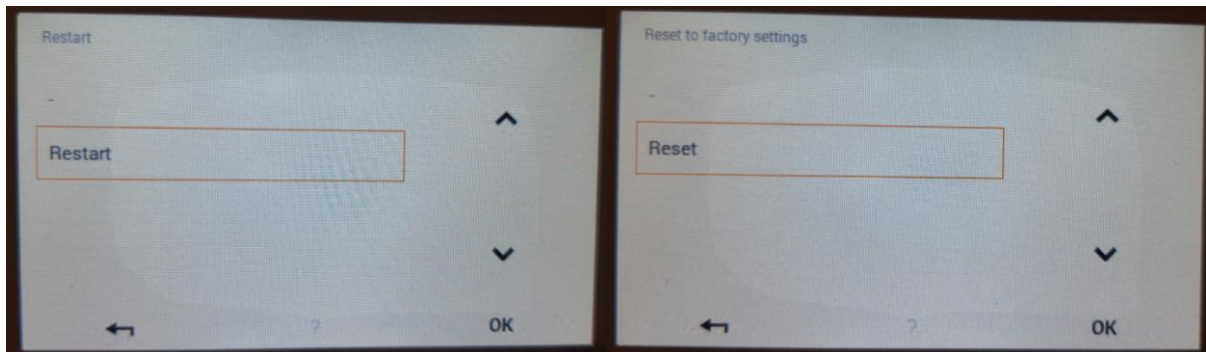 Restart
-
Restart
? OK
Reset to factory settings
-
Reset
? OK